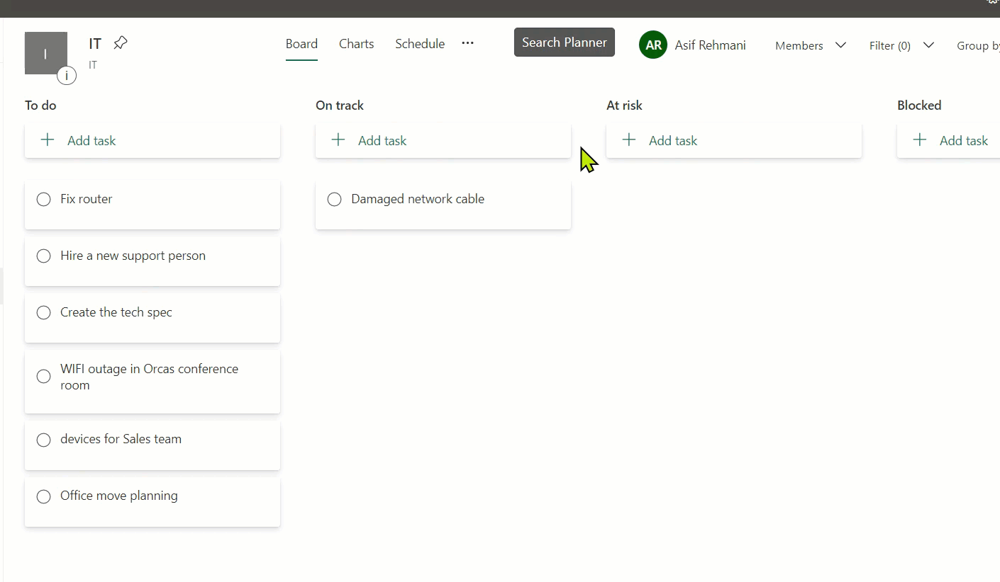 I
IT
i
IT
Board
Charts
Schedule
Search Planner
AR
Asif Rehmani
Members
Filter (0)
Group by
To do
Add task
Fix router
Hire a new support person
Create the tech spec
WIFI outage in Orcas conference
room
devices for Sales team
Office move planning
On track
Add task
Damaged network cable
At risk
Add task
Blocked
Add task